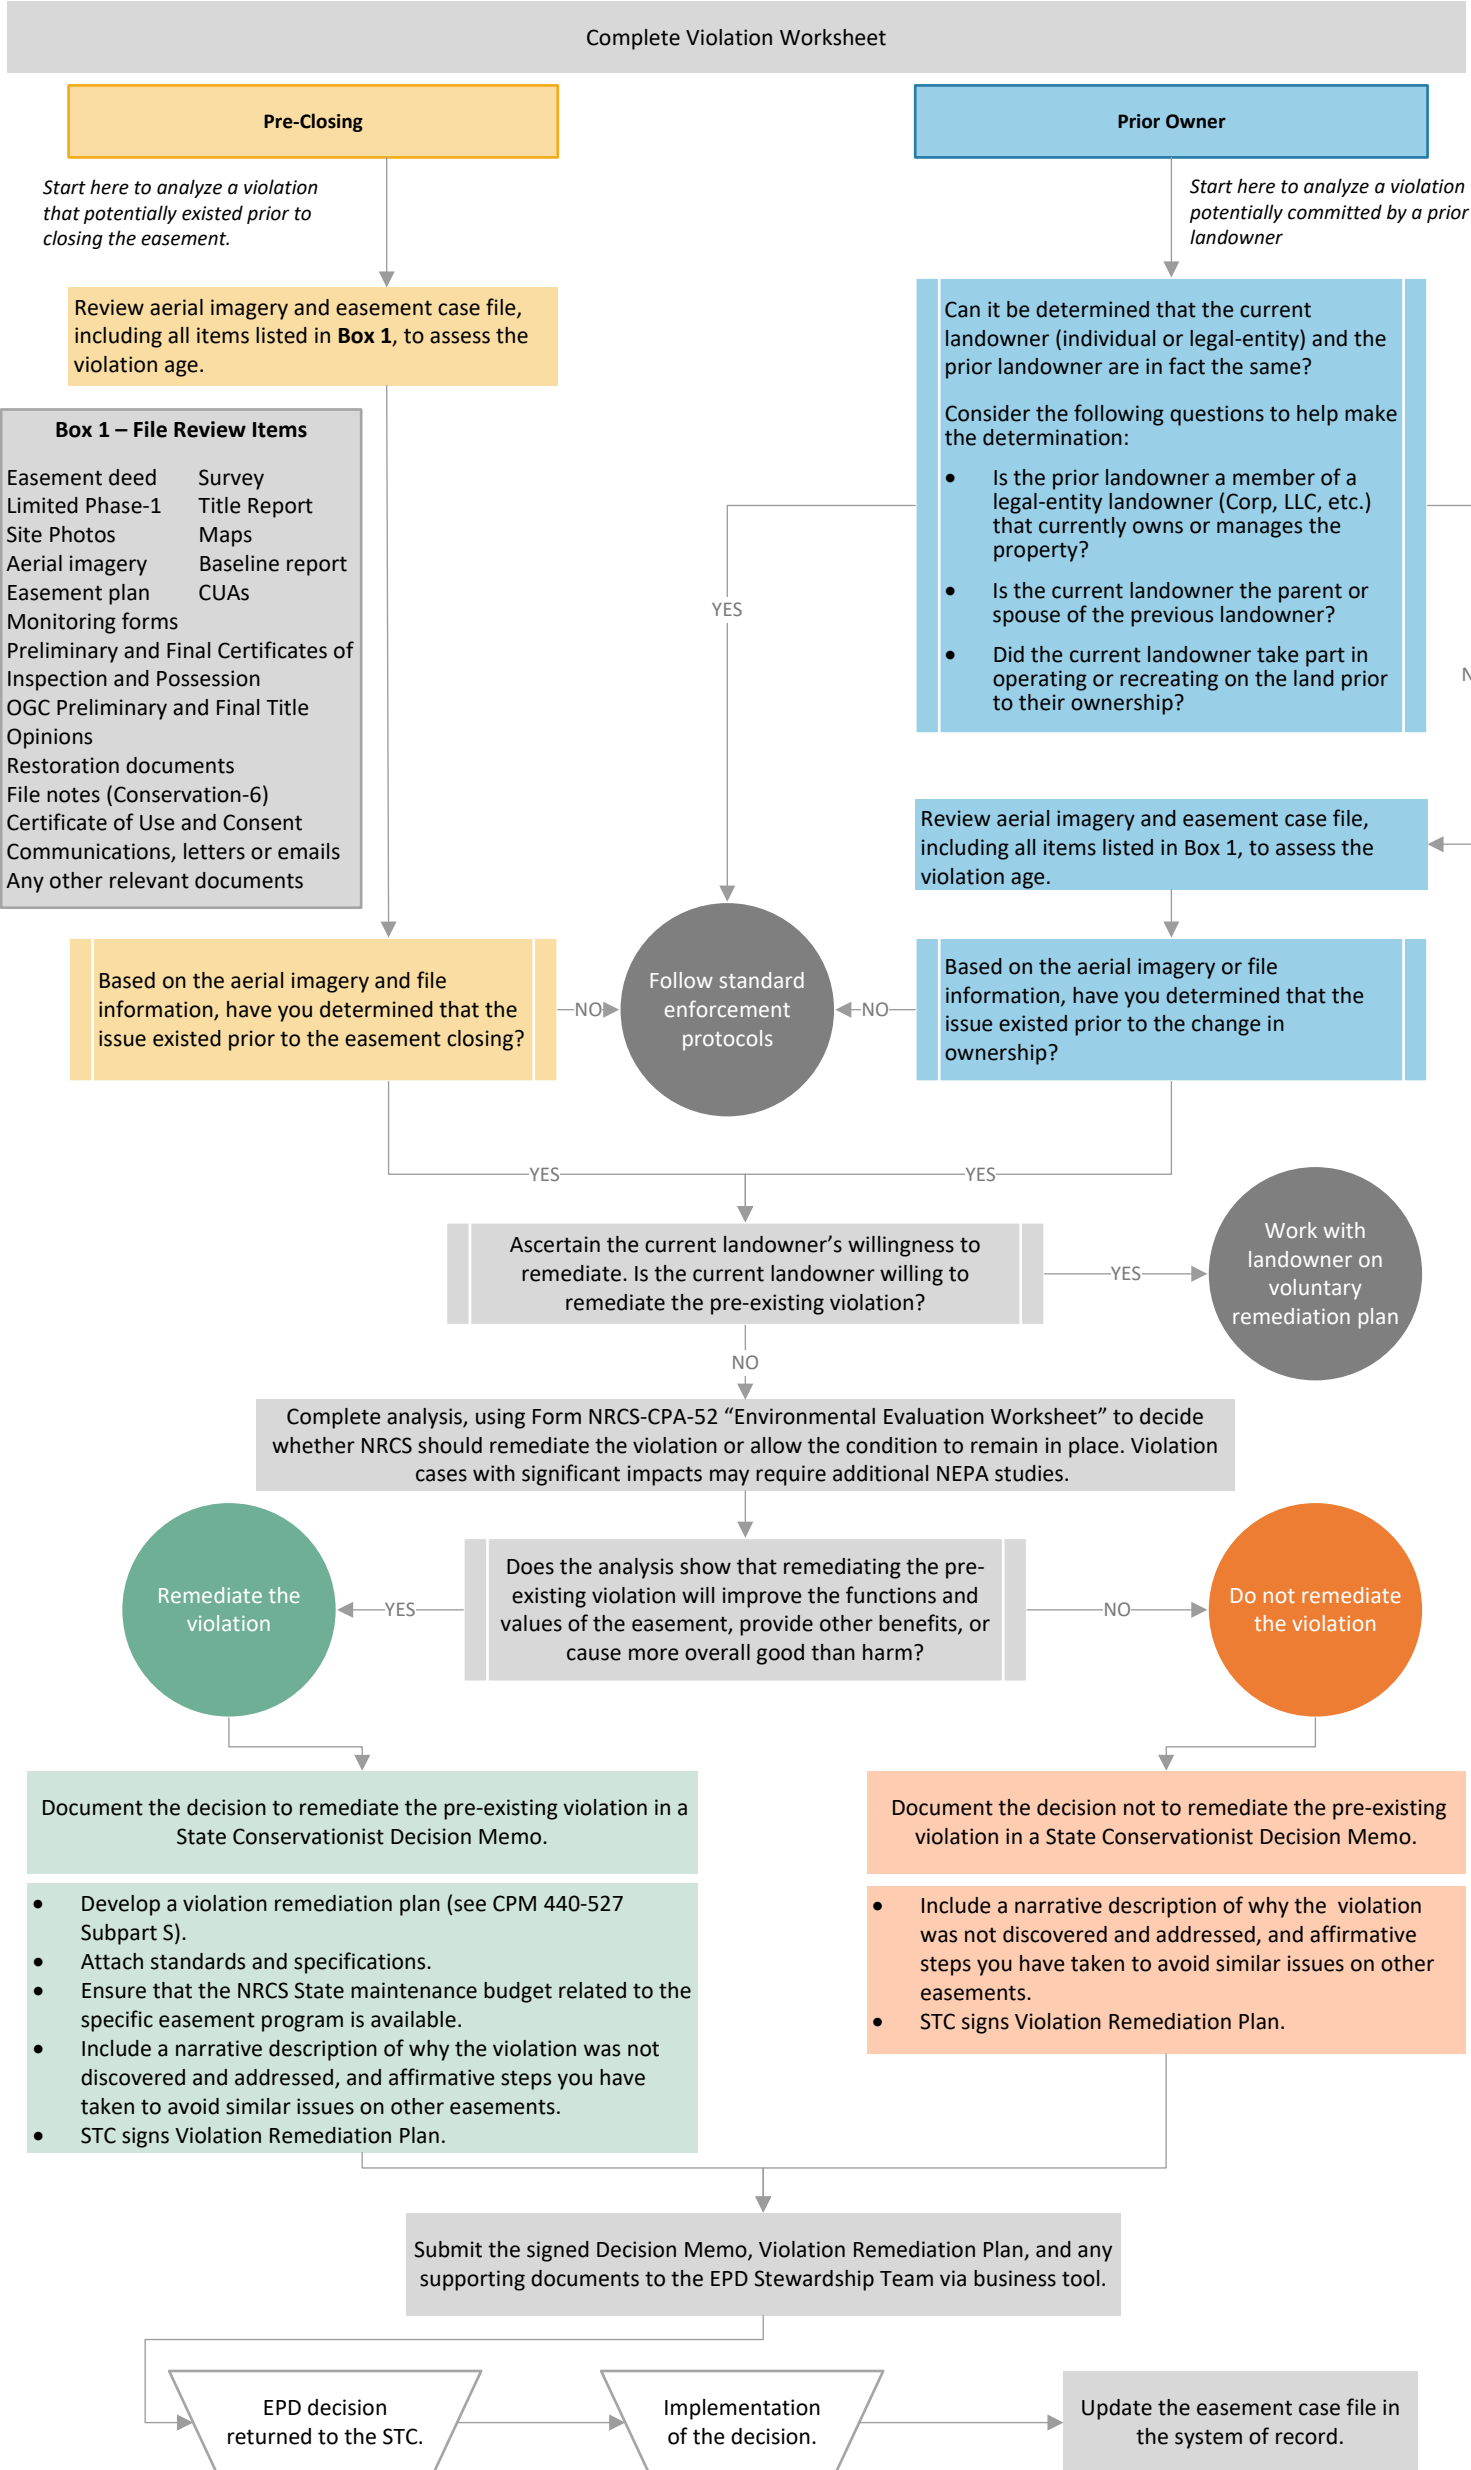 Complete Violation Worksheet
Pre-Closing
Prior Owner
Start here to analyze a violation
that potentially existed prior to
closing the easement.
Start here to analyze a violation
potentially committed by a prior
landowner
Review aerial imagery and easement case file,
including all items listed in Box 1, to assess the
violation age.
Can it be determined that the current
landowner (individual or legal-entity) and the
prior landowner are in fact the same?
Consider the following questions to help make
the determination:
• Is the prior landowner a member of a
legal-entity landowner (Corp, LLC, etc.)
that currently owns or manages the
property?
• Is the current landowner the parent or
spouse of the previous landowner?
• Did the current landowner take part in
operating or recreating on the land prior
to their ownership?
YES
N
Box 1 – File Review Items
Easement deed Survey
Limited Phase-1 Title Report
Site Photos Maps
Aerial imagery Baseline report
Easement plan CUAs
Monitoring forms
Preliminary and Final Certificates of
Inspection and Possession
OGC Preliminary and Final Title
Opinions
Restoration documents
File notes (Conservation-6)
Certificate of Use and Consent
Communications, letters or emails
Any other relevant documents
Review aerial imagery and easement case file,
including all items listed in Box 1, to assess the
violation age.
Based on the aerial imagery and file
information, have you determined that the
issue existed prior to the easement closing?
NO
Follow standard
enforcement
protocols
NO
Based on the aerial imagery or file
information, have you determined that the
issue existed prior to the change in
ownership?
YES
YES
Ascertain the current landowner’s willingness to
remediate. Is the current landowner willing to
remediate the pre-existing violation?
YES
Work with
landowner on
voluntary
remediation plan
NO
Complete analysis, using Form NRCS-CPA-52 “Environmental Evaluation Worksheet” to decide
whether NRCS should remediate the violation or allow the condition to remain in place. Violation
cases with significant impacts may require additional NEPA studies.
Remediate the
violation
YES
Does the analysis show that remediating the pre-
existing violation will improve the functions and
values of the easement, provide other benefits, or
cause more overall good than harm?
NO
Do not remediate
the violation
Document the decision to remediate the pre-existing violation in a
State Conservationist Decision Memo.
• Develop a violation remediation plan (see CPM 440-527
Subpart S).
• Attach standards and specifications.
• Ensure that the NRCS State maintenance budget related to the
specific easement program is available.
• Include a narrative description of why the violation was not
discovered and addressed, and affirmative steps you have
taken to avoid similar issues on other easements.
• STC signs Violation Remediation Plan.
Document the decision not to remediate the pre-existing
violation in a State Conservationist Decision Memo.
• Include a narrative description of why the violation
was not discovered and addressed, and affirmative
steps you have taken to avoid similar issues on other
easements.
• STC signs Violation Remediation Plan.
Submit the signed Decision Memo, Violation Remediation Plan, and any
supporting documents to the EPD Stewardship Team via business tool.
EPD decision
returned to the STC.
Implementation
of the decision.
Update the easement case file in
the system of record.